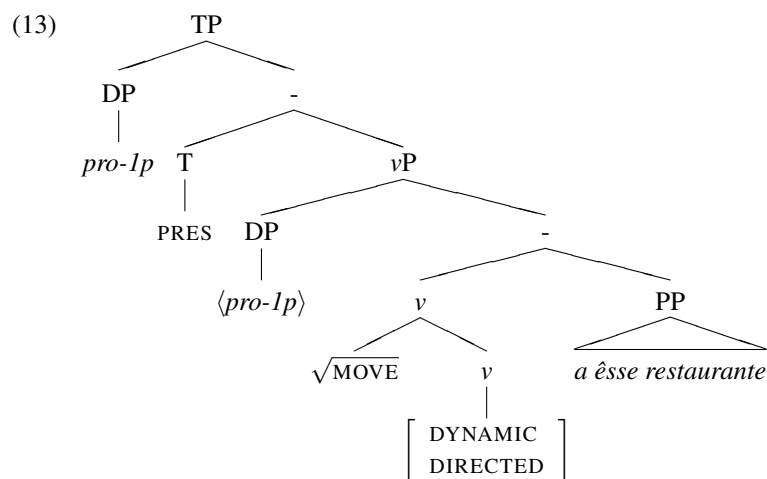 (13) TP
DP -
pro-1p T vP
PRES DP -
⟨pro-1p⟩ v PP
√MOVE v a êsse restaurante
DYNAMIC
DIRECTED